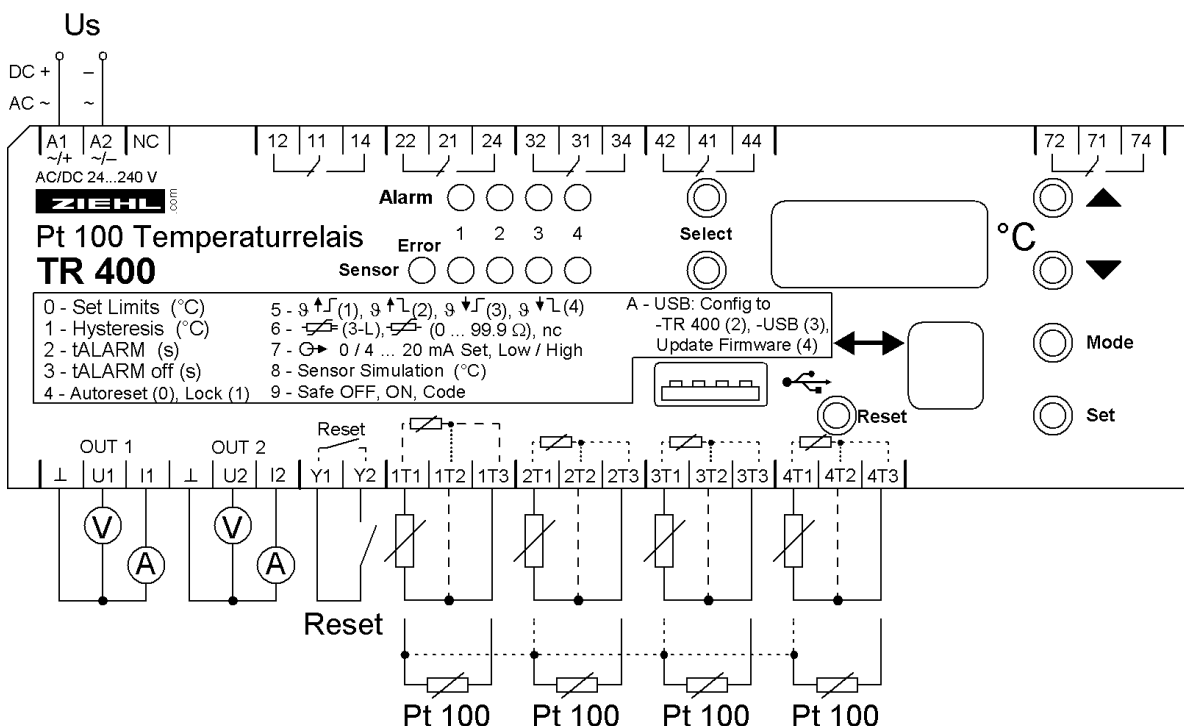 Us
DC + –
AC ~ ~
A1 A2 NC 12 11 14 22 21 24 32 31 34 42 41 44 72 71 74
~/+ ~/–
AC/DC 24...240 V
ZIEHL .COM
Alarm
Pt 100 Temperaturrelais
1 2 3 4
Select
°C
Error
Sensor
TR 400
0 - Set Limits (°C)
1 - Hysteresis (°C)
2 - tALARM (s)
3 - tALARM off (s)
4 - Autoreset (0), Lock (1)
5 - ϑ (1), ϑ (2), ϑ (3), ϑ (4)
6 - (3-L), (0 ... 99.9 Ω), nc
7 - 0 / 4 ... 20 mA Set, Low / High
8 - Sensor Simulation (°C)
9 - Safe OFF, ON, Code
A - USB: Config to
-TR 400 (2), -USB (3),
Update Firmware (4)
Mode
Reset
Set
OUT 1 OUT 2 Reset
⊥ U1 I1 ⊥ U2 I2 Y1 Y2 1T1 1T2 1T3 2T1 2T2 2T3 3T1 3T2 3T3 4T1 4T2 4T3
V V
A A
Reset
Pt 100 Pt 100 Pt 100 Pt 100